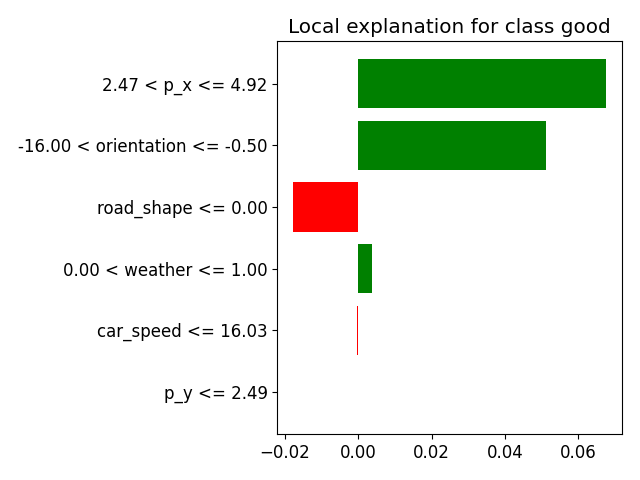 Local explanation for class good
2.47 < p_x <= 4.92
-16.00 < orientation <= -0.50
road_shape <= 0.00
0.00 < weather <= 1.00
car_speed <= 16.03
p_y <= 2.49
−0.02 0.00 0.02 0.04 0.06